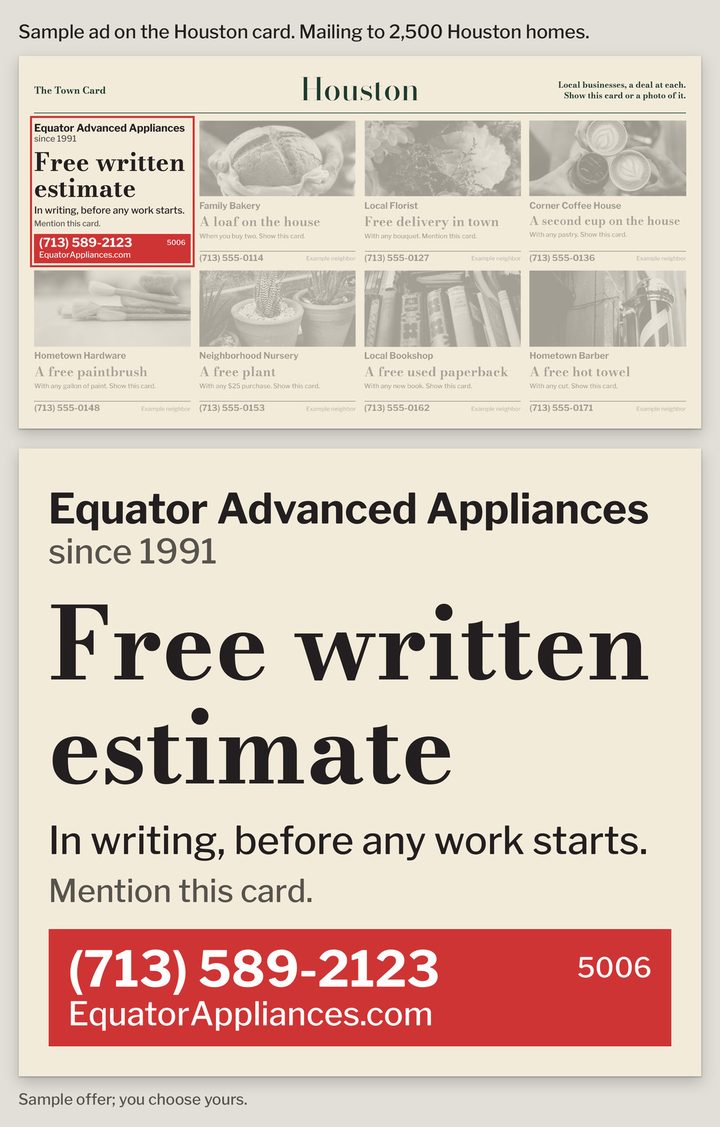 Sample ad on the Houston card. Mailing to 2,500 Houston homes.
The Town Card
Houston
Local businesses, a deal at each.
Show this card or a photo of it.
Equator Advanced Appliances
since 1991
Free written
estimate
In writing, before any work starts.
Mention this card.
(713) 589-2123
5006
EquatorAppliances.com
Family Bakery
A loaf on the house
When you buy two. Show this card.
(713) 555-0114
Example neighbor
Local Florist
Free delivery in town
With any bouquet. Mention this card.
(713) 555-0127
Example neighbor
Corner Coffee House
A second cup on the house
With any pastry. Show this card.
(713) 555-0136
Example neighbor
Hometown Hardware
A free paintbrush
With any gallon of paint. Show this card.
(713) 555-0148
Example neighbor
Neighborhood Nursery
A free plant
With any $25 purchase. Show this card.
(713) 555-0153
Example neighbor
Local Bookshop
A free used paperback
With any new book. Show this card.
(713) 555-0162
Example neighbor
Hometown Barber
A free hot towel
With any cut. Show this card.
(713) 555-0171
Example neighbor
Equator Advanced Appliances
since 1991
Free written
estimate
In writing, before any work starts.
Mention this card.
(713) 589-2123
5006
EquatorAppliances.com
Sample offer; you choose yours.